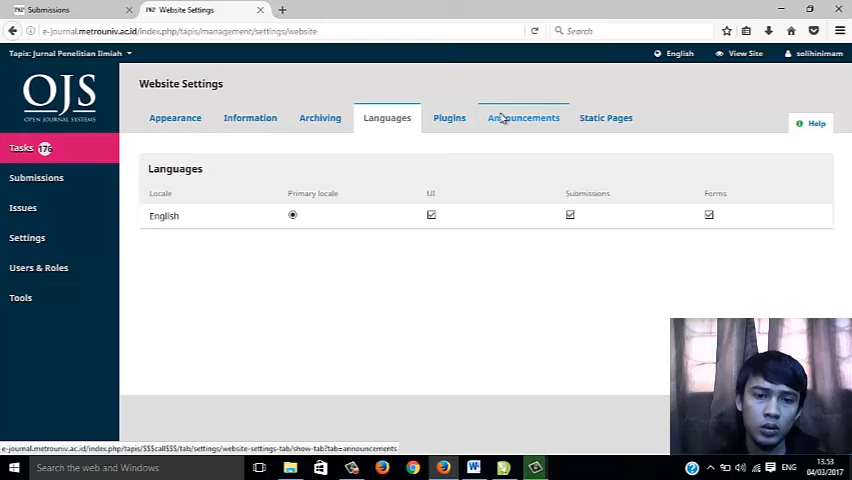 Submissions
Website Settings
e-journal.metrouniv.ac.id/index.php/tapis/management/settings/website
Search
Tapis: Jurnal Penelitian Ilmiah
English
View Site
solihinimam
OJS
OPEN JOURNAL SYSTEMS
Website Settings
Appearance
Information
Archiving
Languages
Plugins
Announcements
Static Pages
Help
Tasks 176
Submissions
Issues
Settings
Users & Roles
Tools
Languages
Locale
Primary locale
UI
Submissions
Forms
English
e-journal.metrouniv.ac.id/index.php/tapis/$$$call$$$/tab/settings/website-settings-tab/show-tab?tab=announcements
Search the web and Windows
ENG
13.53
04/03/2017